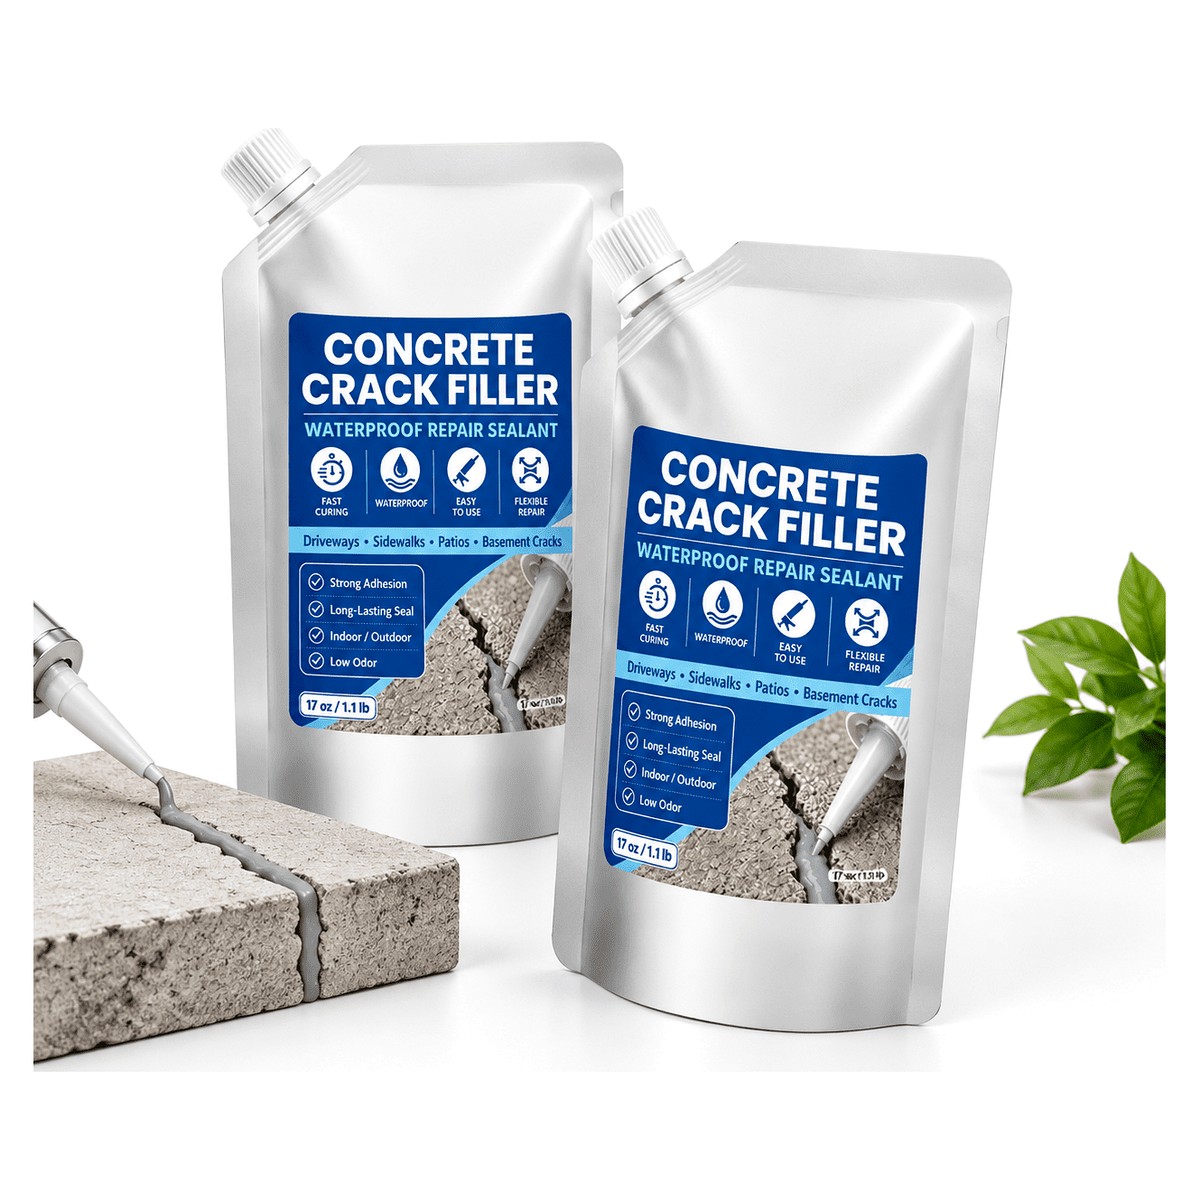 CONCRETE
CRACK FILLER
WATERPROOF REPAIR SEALANT
FAST
CURING
WATERPROOF
EASY
TO USE
FLEXIBLE
REPAIR
Driveways • Sidewalks • Patios • Basement Cracks
Strong Adhesion
Long-Lasting Seal
Indoor / Outdoor
Low Odor
17 oz / 1.1 lb
CONCRETE
CRACK FILLER
WATERPROOF REPAIR SEALANT
FAST
CURING
WATERPROOF
EASY
TO USE
FLEXIBLE
REPAIR
Driveways • Sidewalks • Patios • Basement Cracks
Strong Adhesion
Long-Lasting Seal
Indoor / Outdoor
Low Odor
17 oz / 1.1 lb